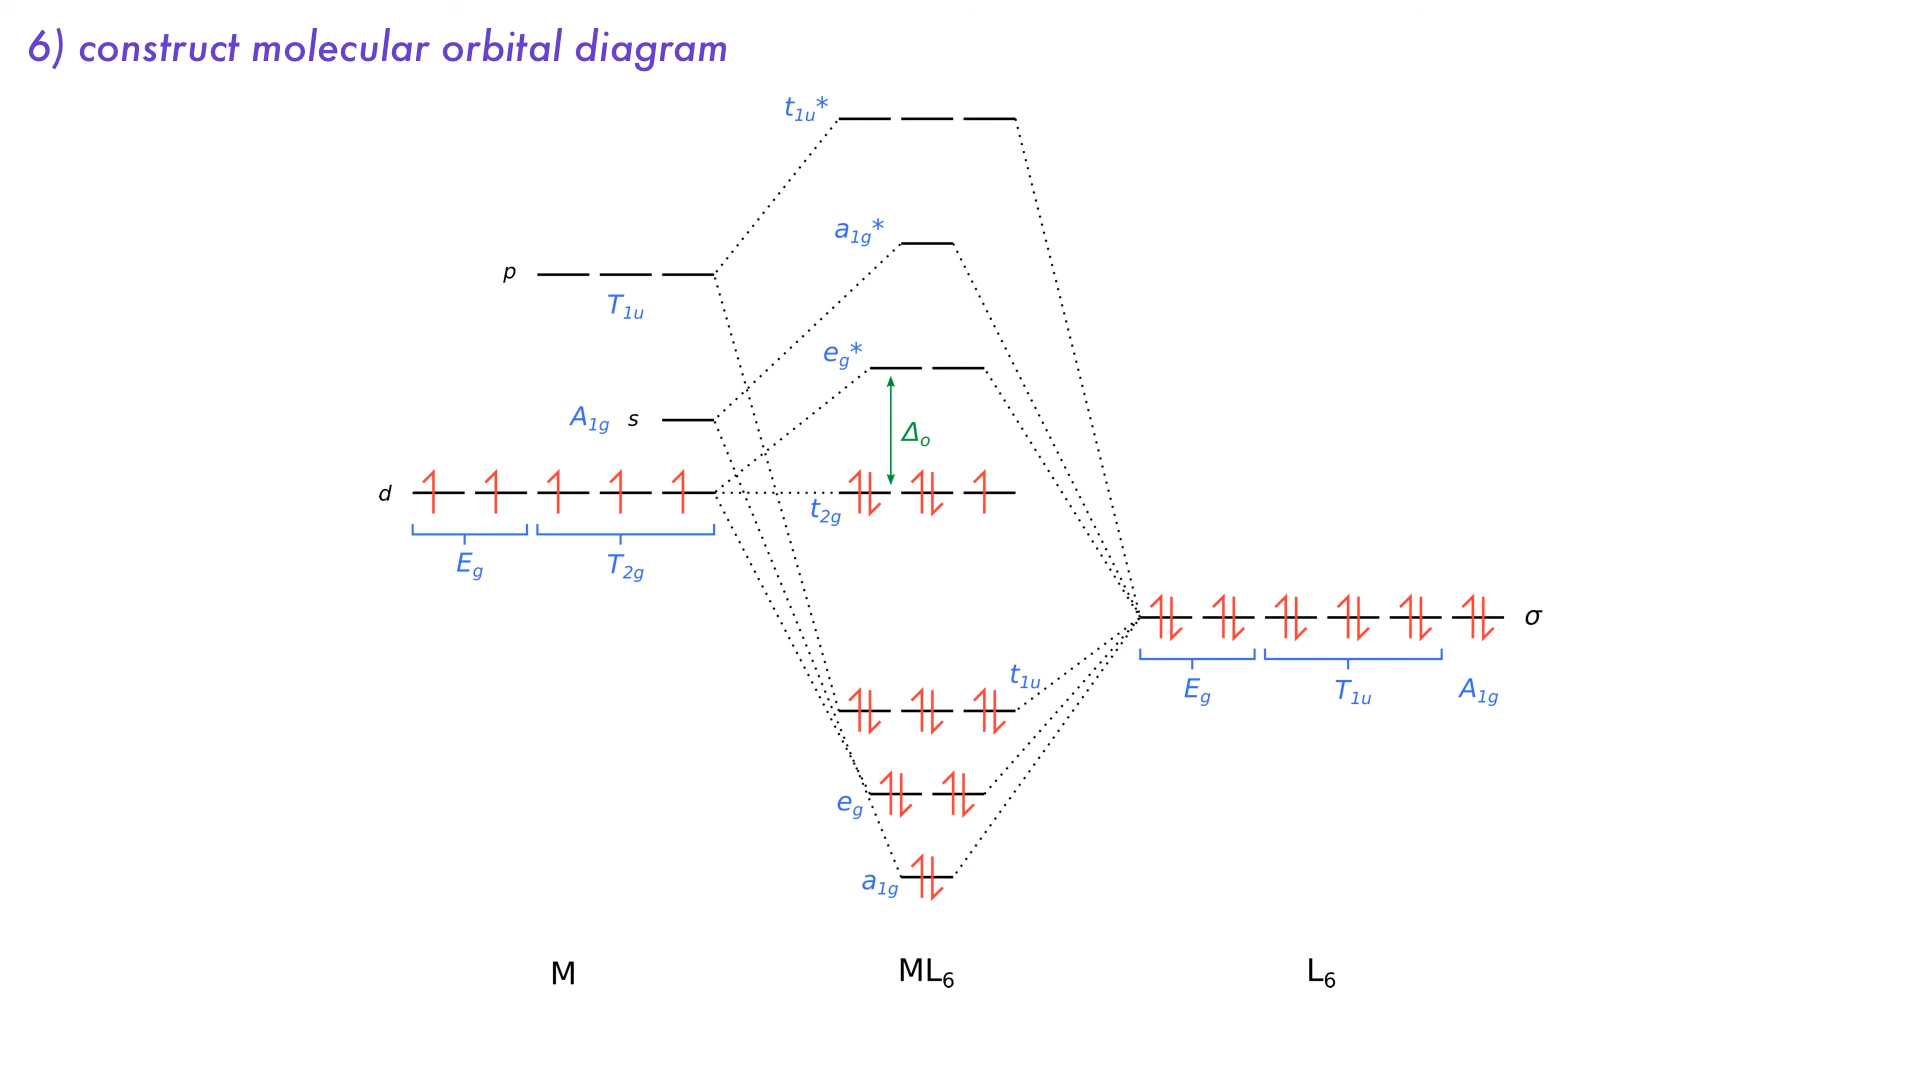 6) construct molecular orbital diagram
t₁ᵤ*
a₁g*
p
T₁ᵤ
eg*
A₁g s
Δₒ
d
t₂g
Eg
T₂g
σ
t₁ᵤ
Eg
T₁ᵤ
A₁g
eg
a₁g
M
ML₆
L₆